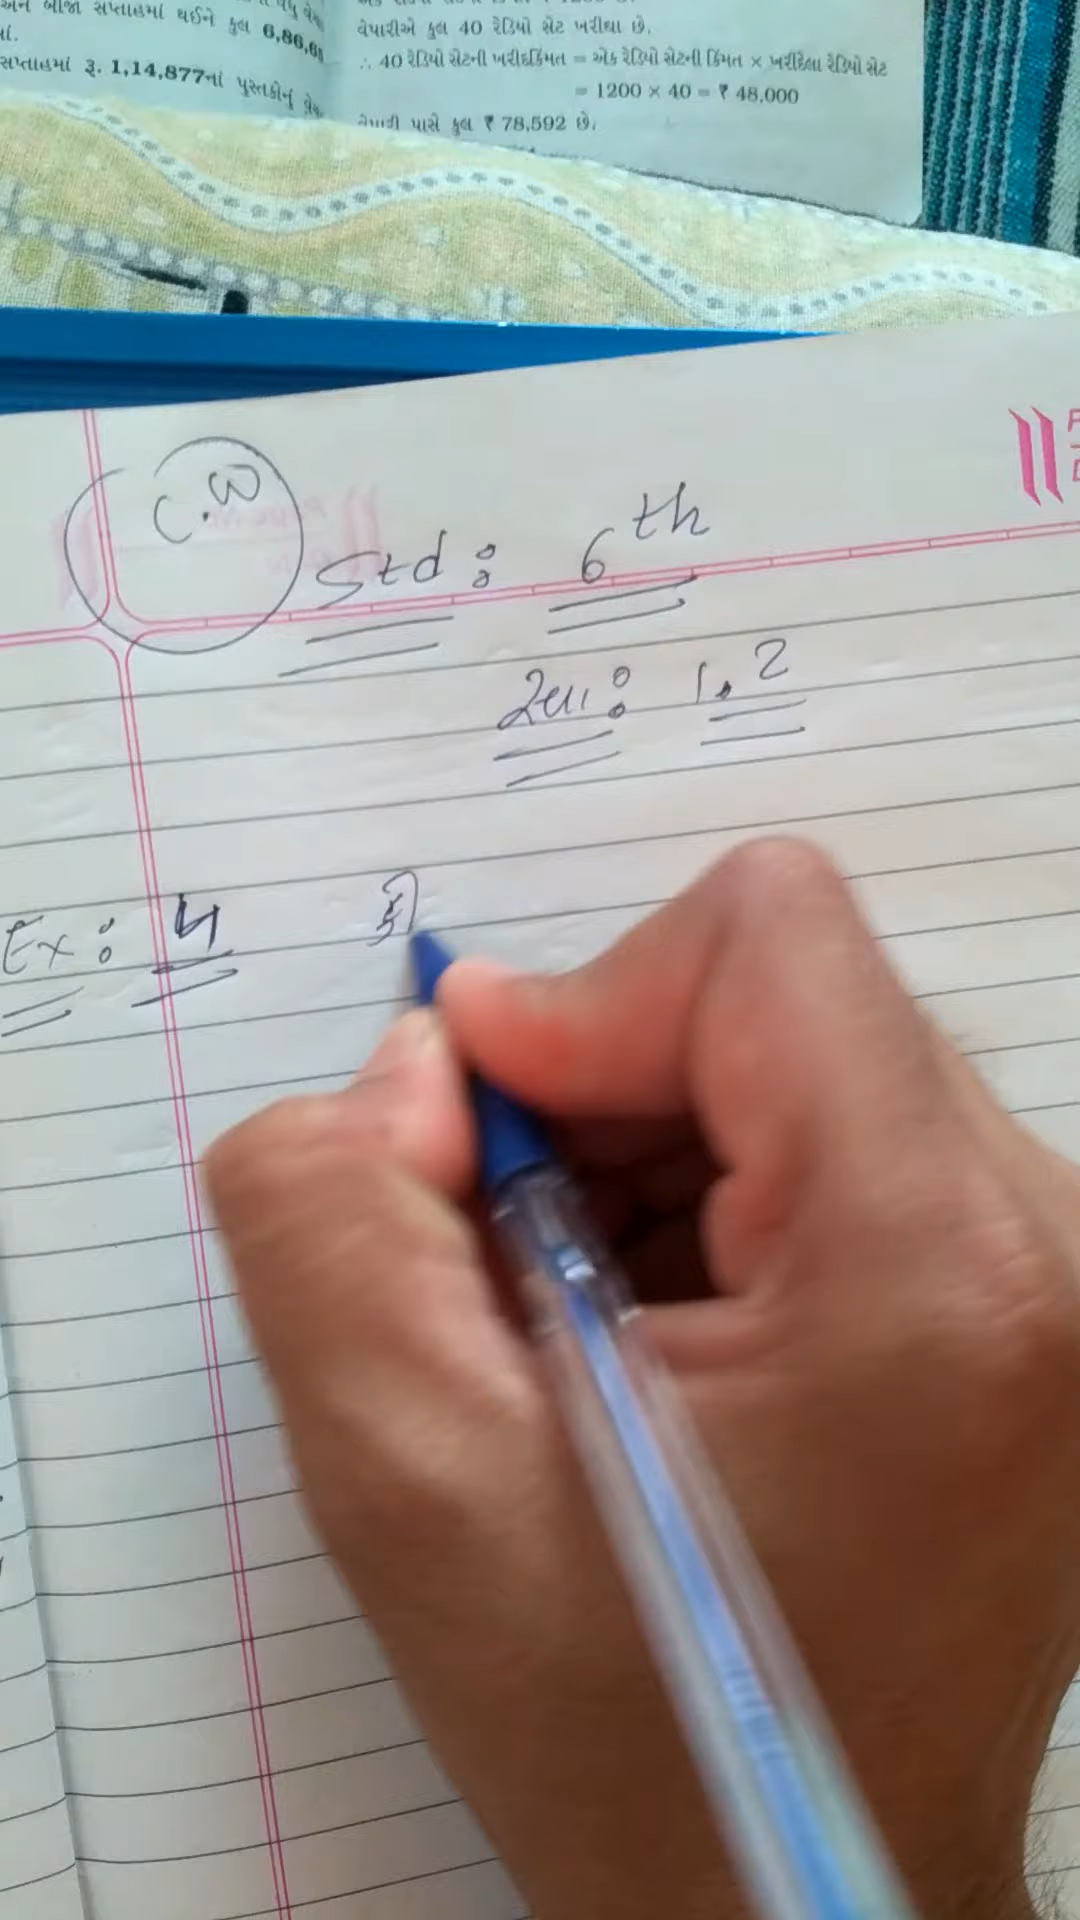 અને બીજા સપ્તાહમાં થઈને કુલ 6,86,6
સપ્તાહમાં રૂ. 1,14,877નાં પુસ્તકોનું
વેપારીએ કુલ 40 રેડિયો સેટ ખરીદ્યા છે.
∴ 40 રેડિયો સેટની ખરીદકિંમત = એક રેડિયો સેટની કિંમત × ખરીદેલા રેડિયો સેટ
= 1200 × 40 = ₹ 48,000
વેપારી પાસે કુલ ₹ 78,592 છે.
C.W
Std : 6th
સ્વા : 1.2
Ex : 4